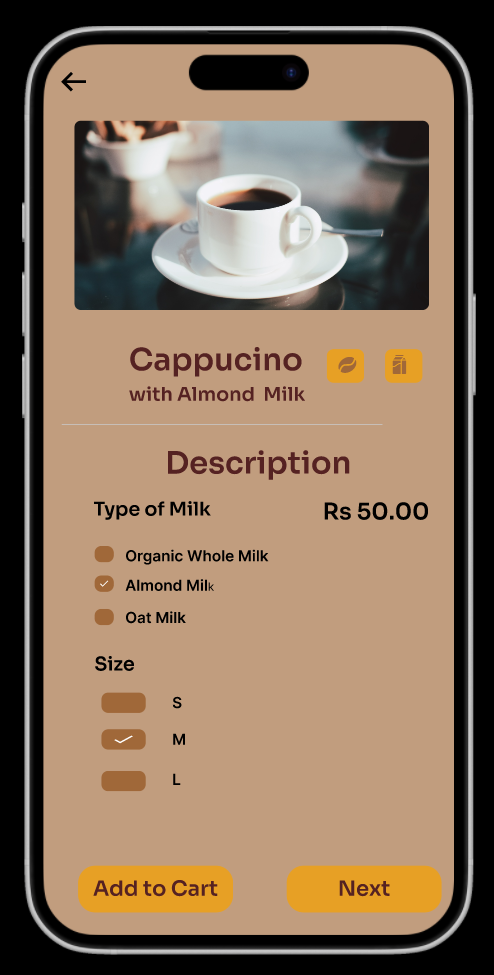 Cappucino
with Almond  Milk
Description
Type of Milk
Rs 50.00
Organic Whole Milk
Almond Milk
Oat Milk
Size
S
M
L
Add to Cart
Next